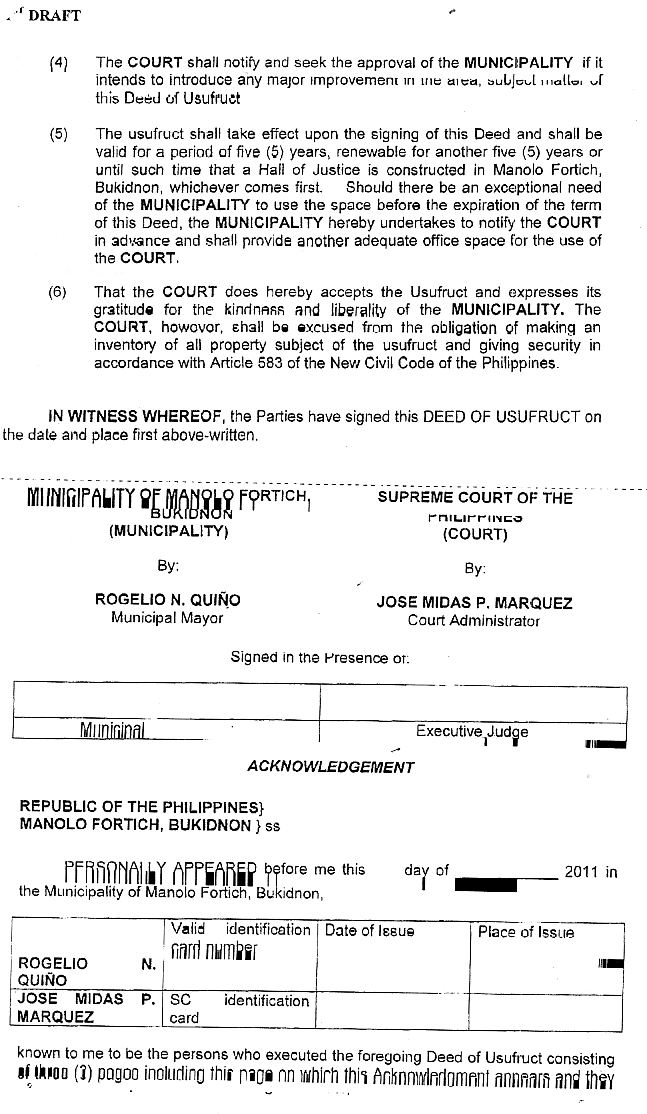 DRAFT
(4) The COURT shall notify and seek the approval of the MUNICIPALITY if it
intends to introduce any major improvement in the area, subject matter of
this Deed of Usufruct
(5) The usufruct shall take effect upon the signing of this Deed and shall be
valid for a period of five (5) years, renewable for another five (5) years or
until such time that a Hall of Justice is constructed in Manolo Fortich,
Bukidnon, whichever comes first. Should there be an exceptional need
of the MUNICIPALITY to use the space before the expiration of the term
of this Deed, the MUNICIPALITY hereby undertakes to notify the COURT
in advance and shall provide another adequate office space for the use of
the COURT.
(6) That the COURT does hereby accepts the Usufruct and expresses its
gratitude for the kindness and liberality of the MUNICIPALITY. The
COURT, however, shall be excused from the obligation of making an
inventory of all property subject of the usufruct and giving security in
accordance with Article 583 of the New Civil Code of the Philippines.
IN WITNESS WHEREOF, the Parties have signed this DEED OF USUFRUCT on
the date and place first above-written.
MUNICIPALITY OF MANOLO FORTICH,
BUKIDNON
(MUNICIPALITY)
By:
ROGELIO N. QUIÑO
Municipal Mayor
SUPREME COURT OF THE
PHILIPPINES
(COURT)
By:
JOSE MIDAS P. MARQUEZ
Court Administrator
Signed in the Presence of:
Municipal
Executive Judge
ACKNOWLEDGEMENT
REPUBLIC OF THE PHILIPPINES}
MANOLO FORTICH, BUKIDNON } ss
PERSONALLY APPEARED before me this day of 2011 in
the Municipality of Manolo Fortich, Bukidnon,
Valid identification Date of Issue Place of Issue
card number
ROGELIO N.
QUIÑO
JOSE MIDAS P. SC identification
MARQUEZ card
known to me to be the persons who executed the foregoing Deed of Usufruct consisting
of three (3) pages including this page on which this Acknowledgment appears and they